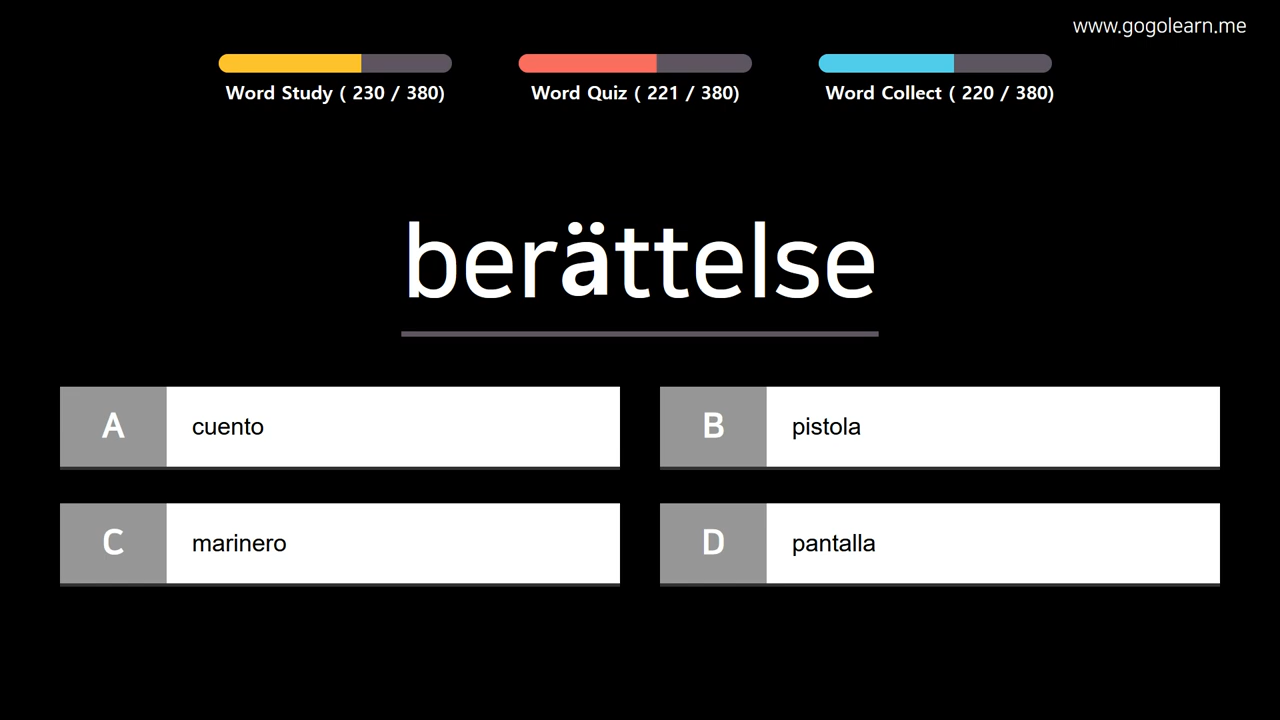 www.gogolearn.me
Word Study ( 230 / 380)
Word Quiz ( 221 / 380)
Word Collect ( 220 / 380)
berättelse
A cuento
B pistola
C marinero
D pantalla